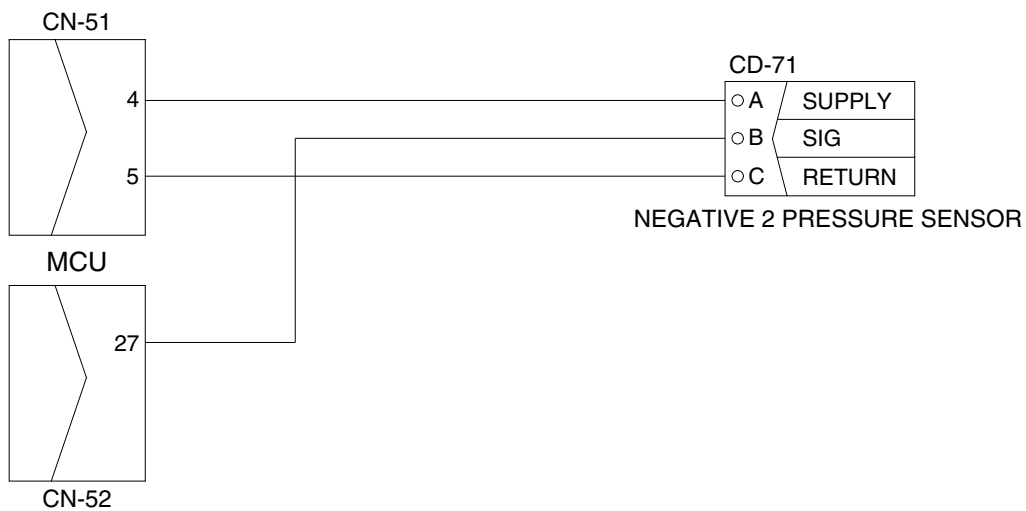 CN-51
CD-71
4
A SUPPLY
B SIG
5
C RETURN
NEGATIVE 2 PRESSURE SENSOR
MCU
27
CN-52